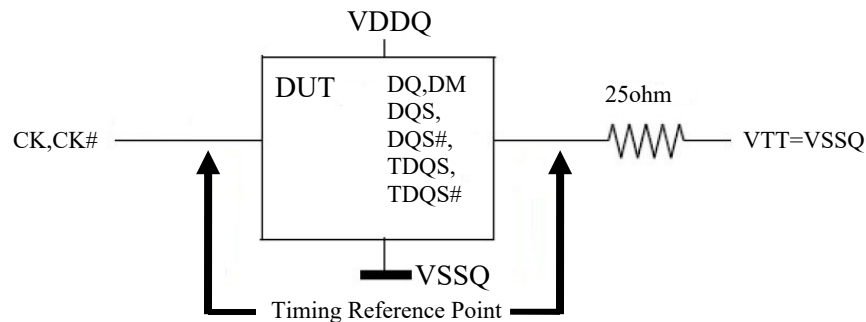 VDDQ
DUT
DQ,DM
DQS,
DQS#,
TDQS,
TDQS#
25ohm
CK,CK#
VTT=VSSQ
VSSQ
Timing Reference Point